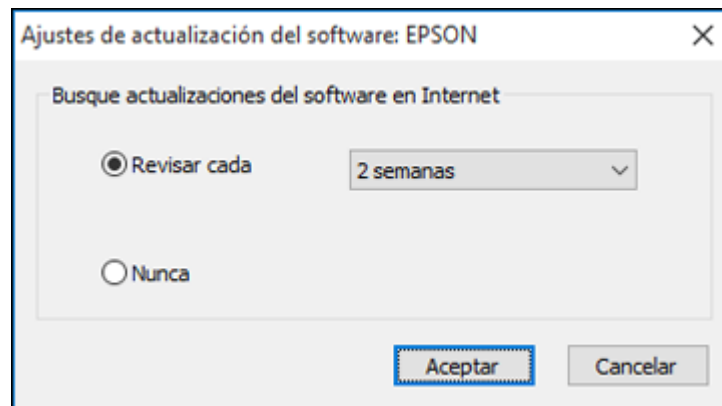 Ajustes de actualización del software: EPSON
Busque actualizaciones del software en Internet
Revisar cada
2 semanas
Nunca
Aceptar
Cancelar